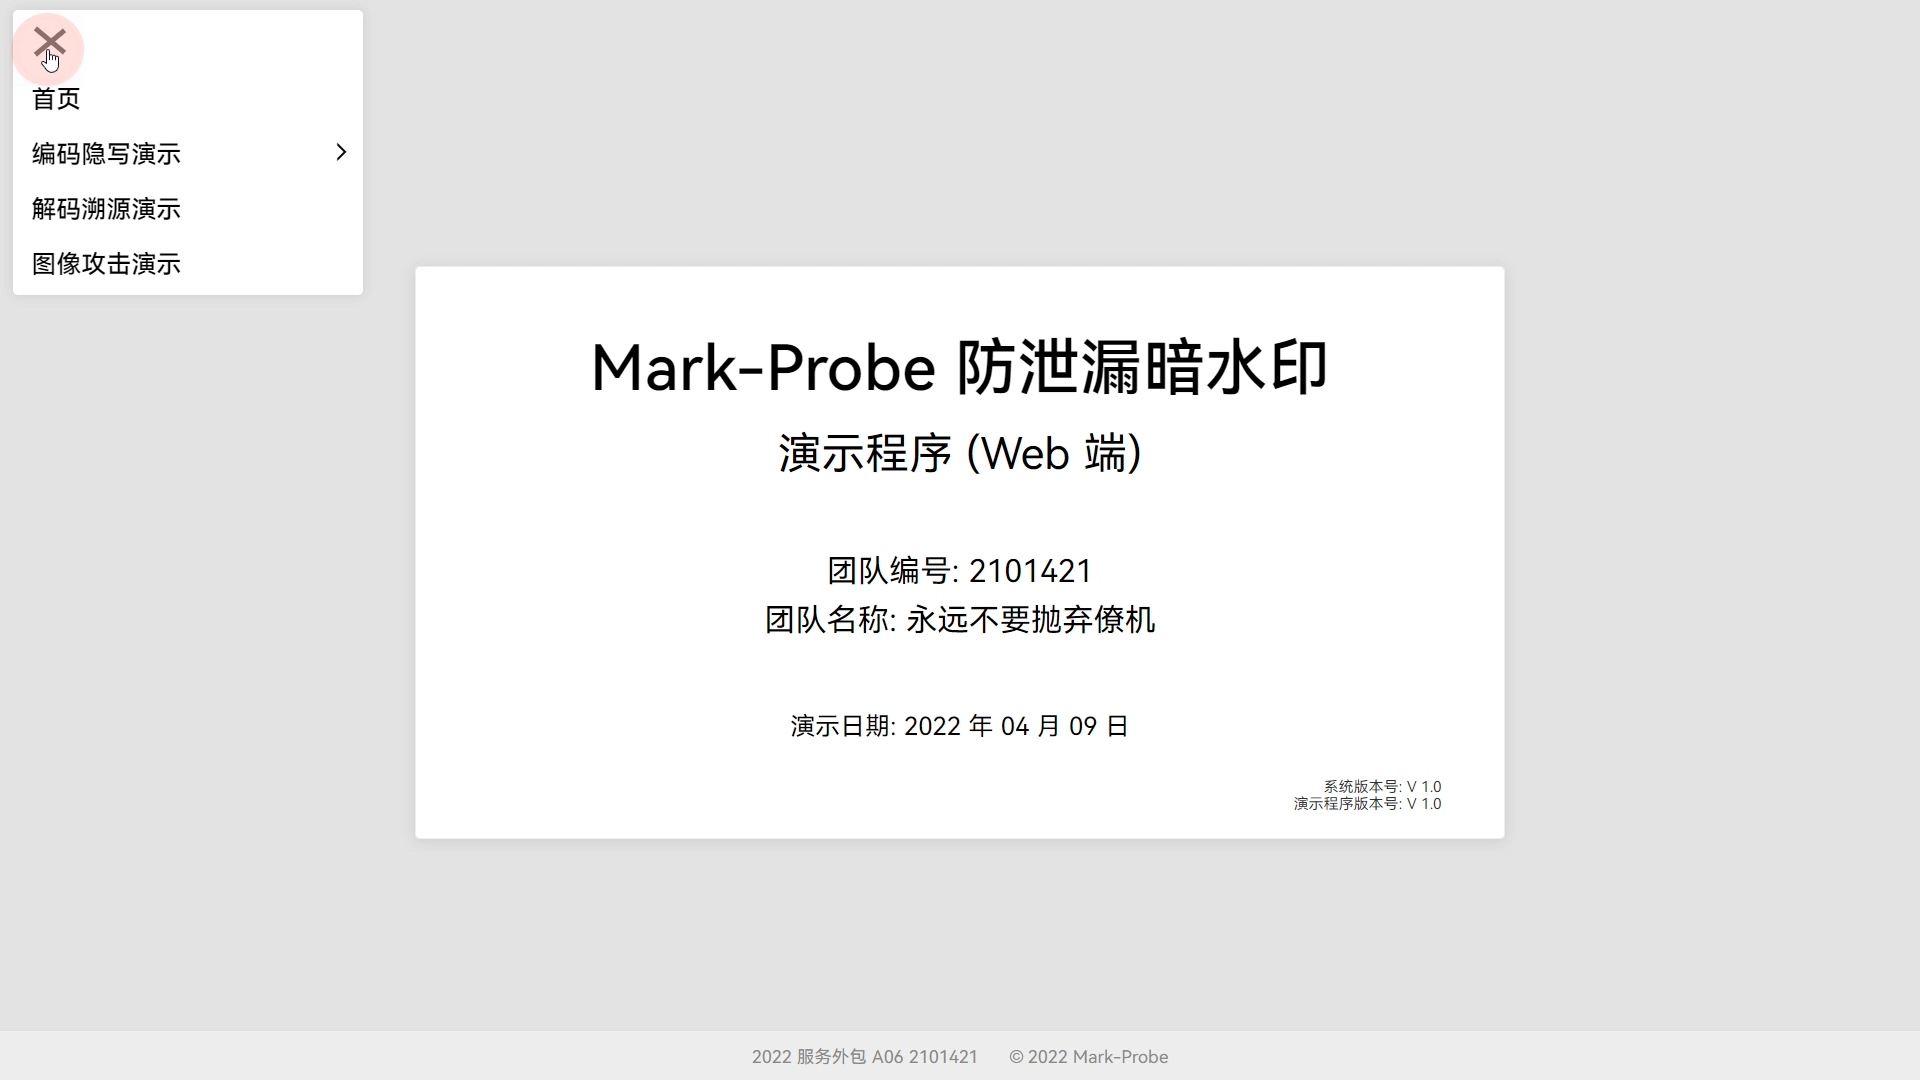 首页
编码隐写演示
解码溯源演示
图像攻击演示
Mark-Probe 防泄漏暗水印
演示程序 (Web 端)
团队编号: 2101421
团队名称: 永远不要抛弃僚机
演示日期: 2022 年 04 月 09 日
系统版本号: V 1.0
演示程序版本号: V 1.0
2022 服务外包 A06 2101421 © 2022 Mark-Probe